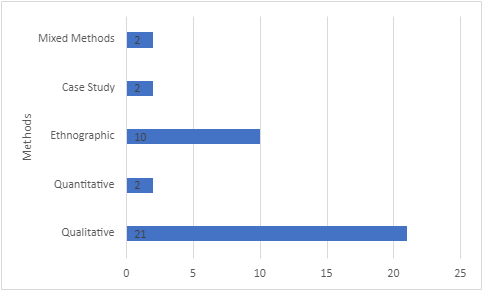 Mixed Methods 2
Case Study 2
Ethnographic 10
Quantitative 2
Qualitative 21
Methods
0 5 10 15 20 25